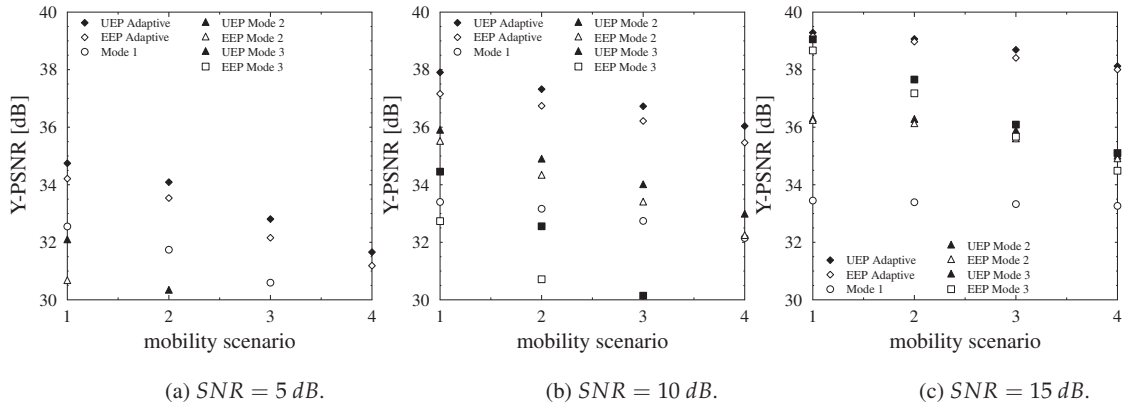 40
38
36
34
32
30
Y-PSNR [dB]
UEP Adaptive
EEP Adaptive
Mode 1
UEP Mode 2
EEP Mode 2
UEP Mode 3
EEP Mode 3
1 2 3 4
mobility scenario
(a) SNR = 5 dB.
40
38
36
34
32
30
Y-PSNR [dB]
UEP Adaptive
EEP Adaptive
Mode 1
UEP Mode 2
EEP Mode 2
UEP Mode 3
EEP Mode 3
1 2 3 4
mobility scenario
(b) SNR = 10 dB.
40
38
36
34
32
30
Y-PSNR [dB]
UEP Adaptive
EEP Adaptive
Mode 1
UEP Mode 2
EEP Mode 2
UEP Mode 3
EEP Mode 3
1 2 3 4
mobility scenario
(c) SNR = 15 dB.